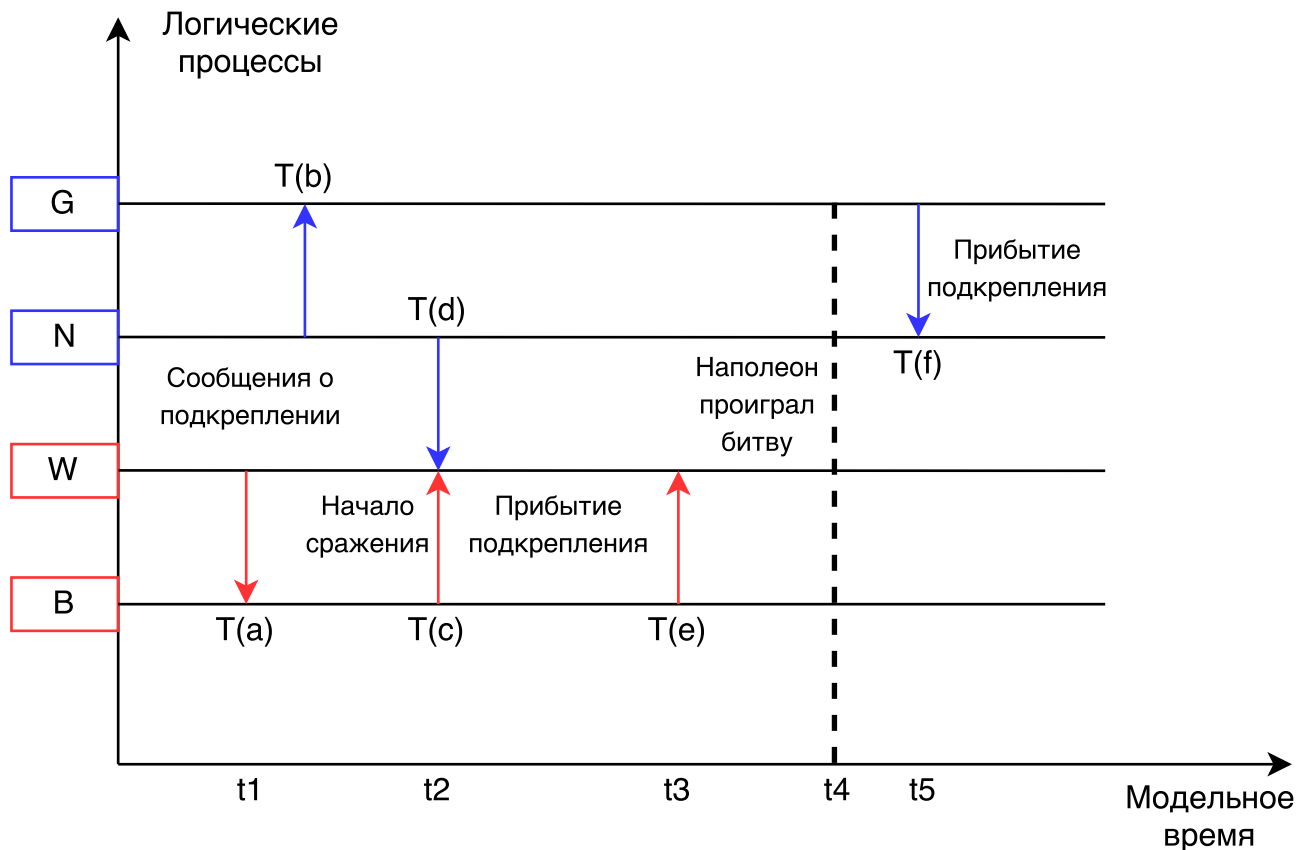 Логические
процессы
T(b)
G
Прибытие
подкрепления
T(d)
N
T(f)
Сообщения о
подкреплении
Наполеон
проиграл
битву
W
Начало
сражения
Прибытие
подкрепления
B
T(a)
T(c)
T(e)
t1
t2
t3
t4
t5
Модельное
время